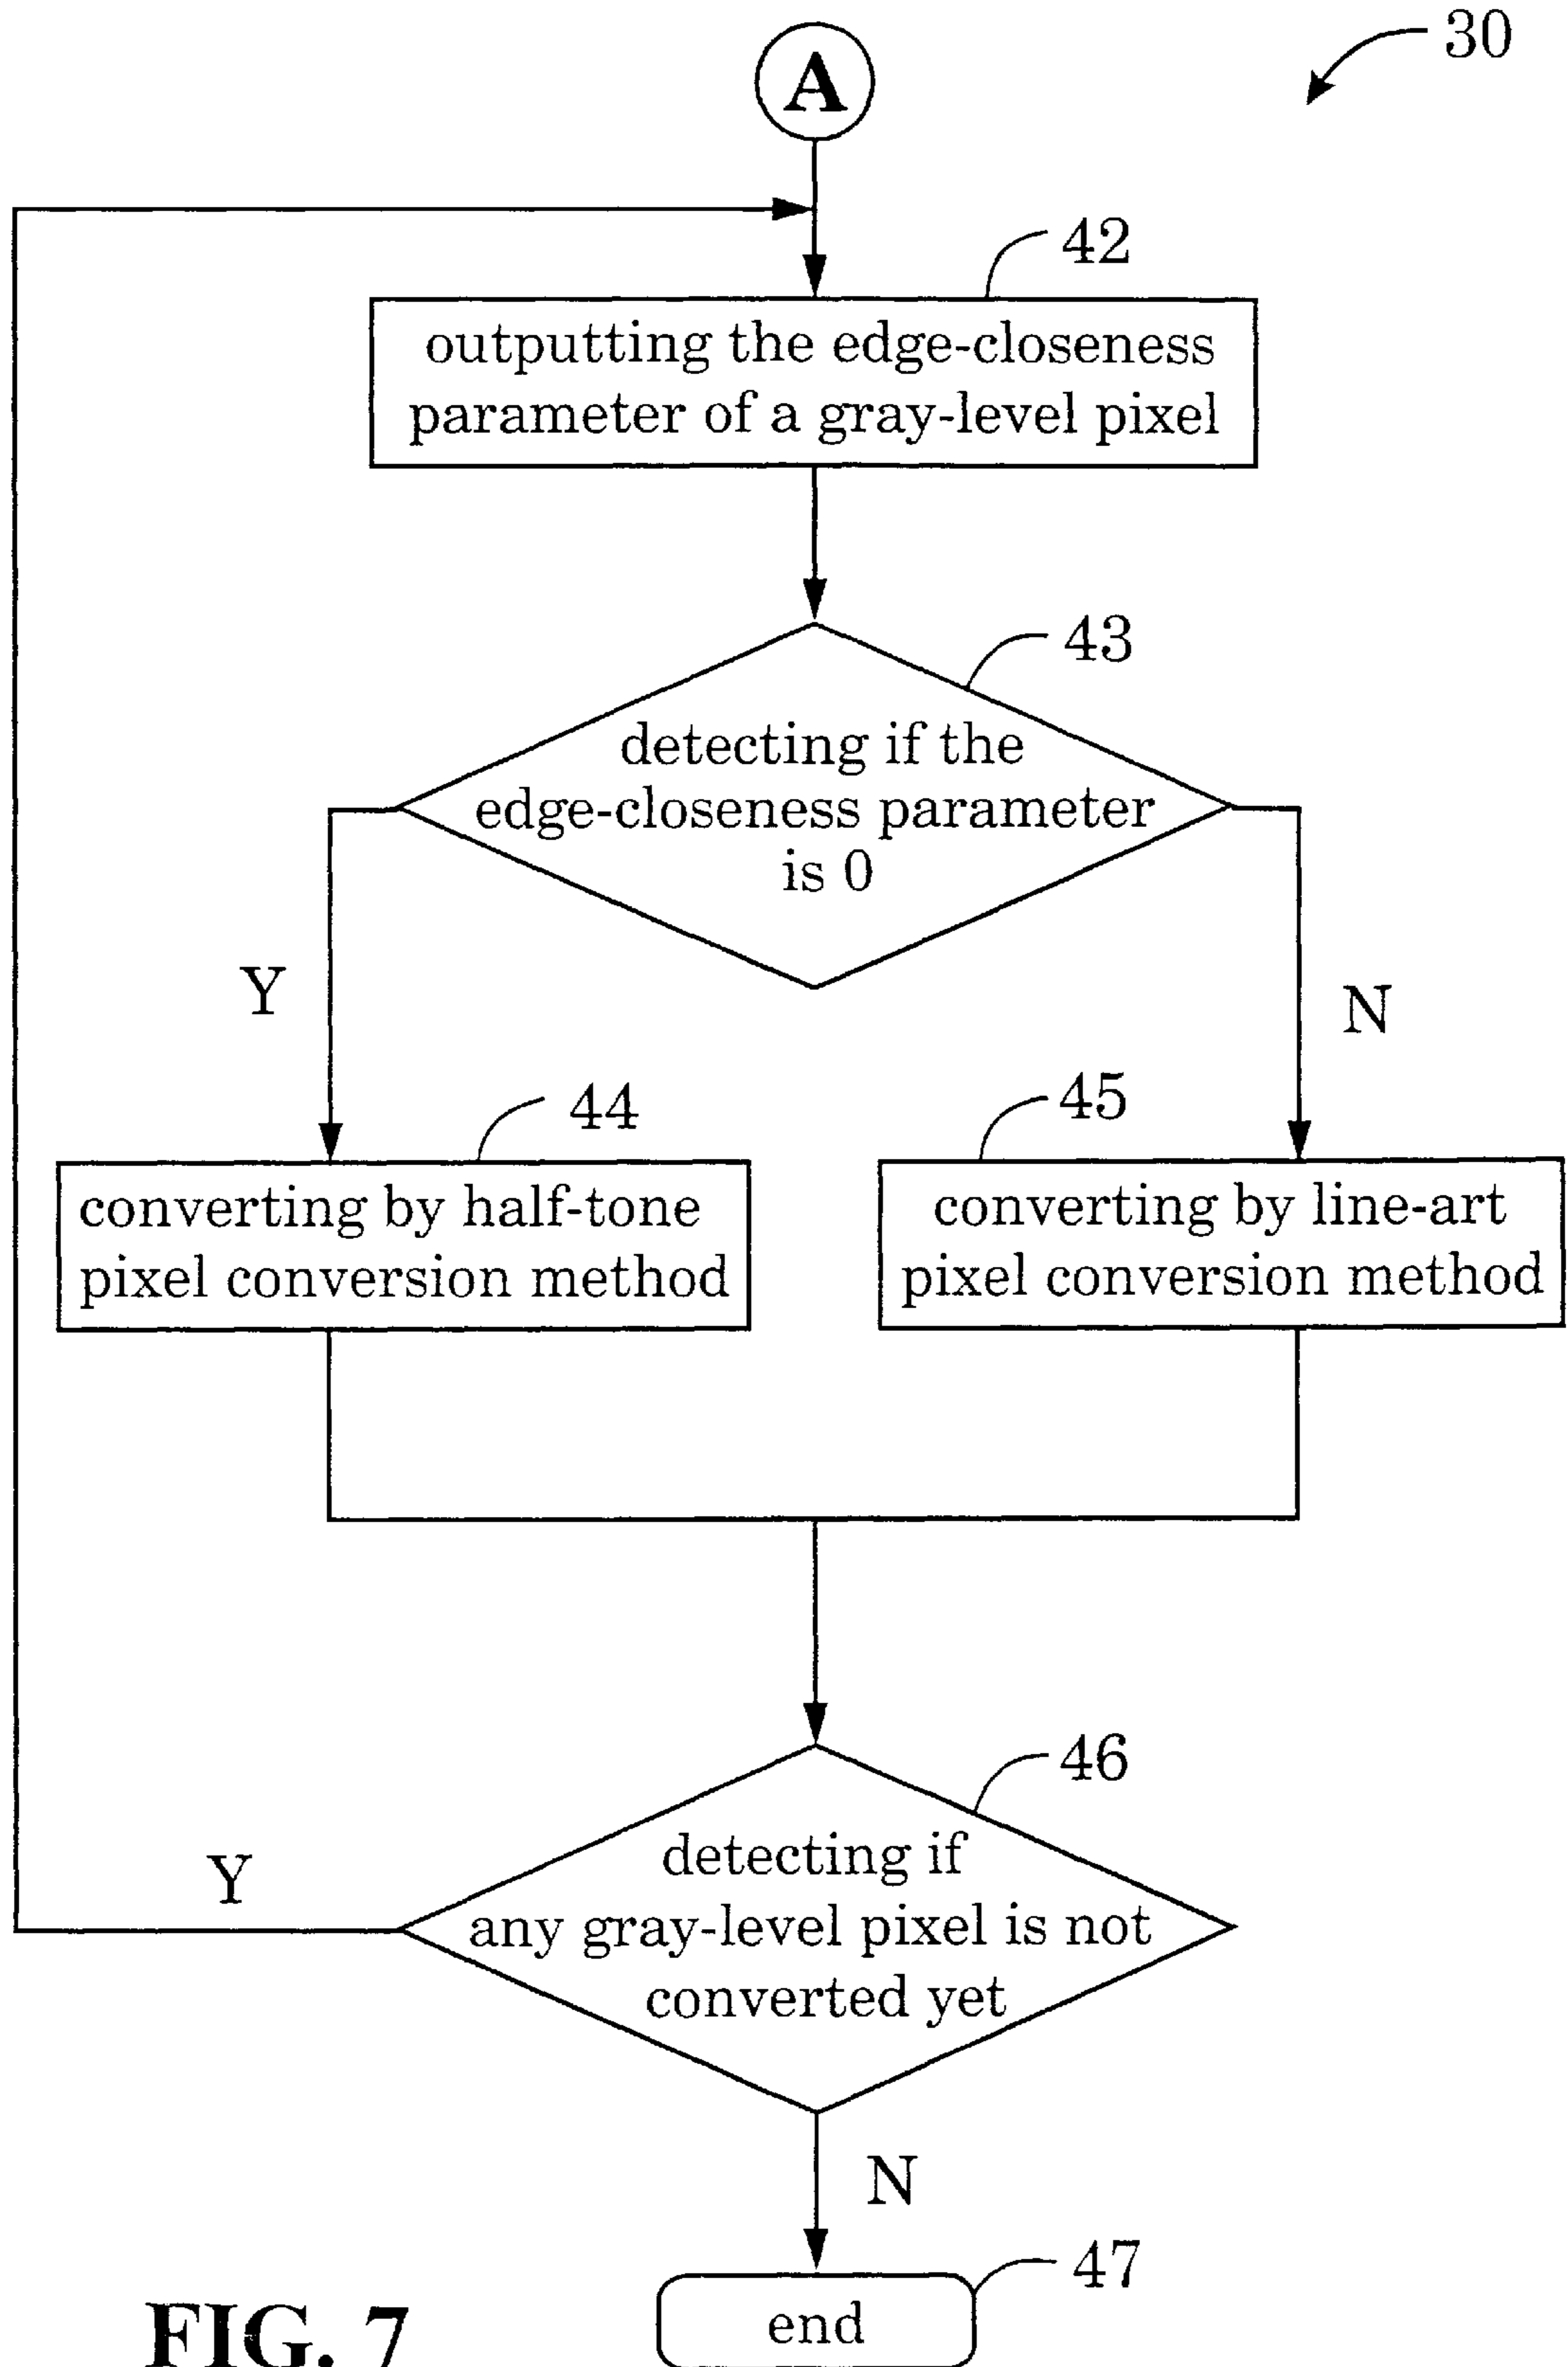 30
A
42
outputting the edge-closeness
parameter of a gray-level pixel
43
detecting if the
edge-closeness parameter
is 0
Y
N
44
45
converting by half-tone
pixel conversion method
converting by line-art
pixel conversion method
46
detecting if
any gray-level pixel is not
converted yet
Y
N
47
end
FIG. 7